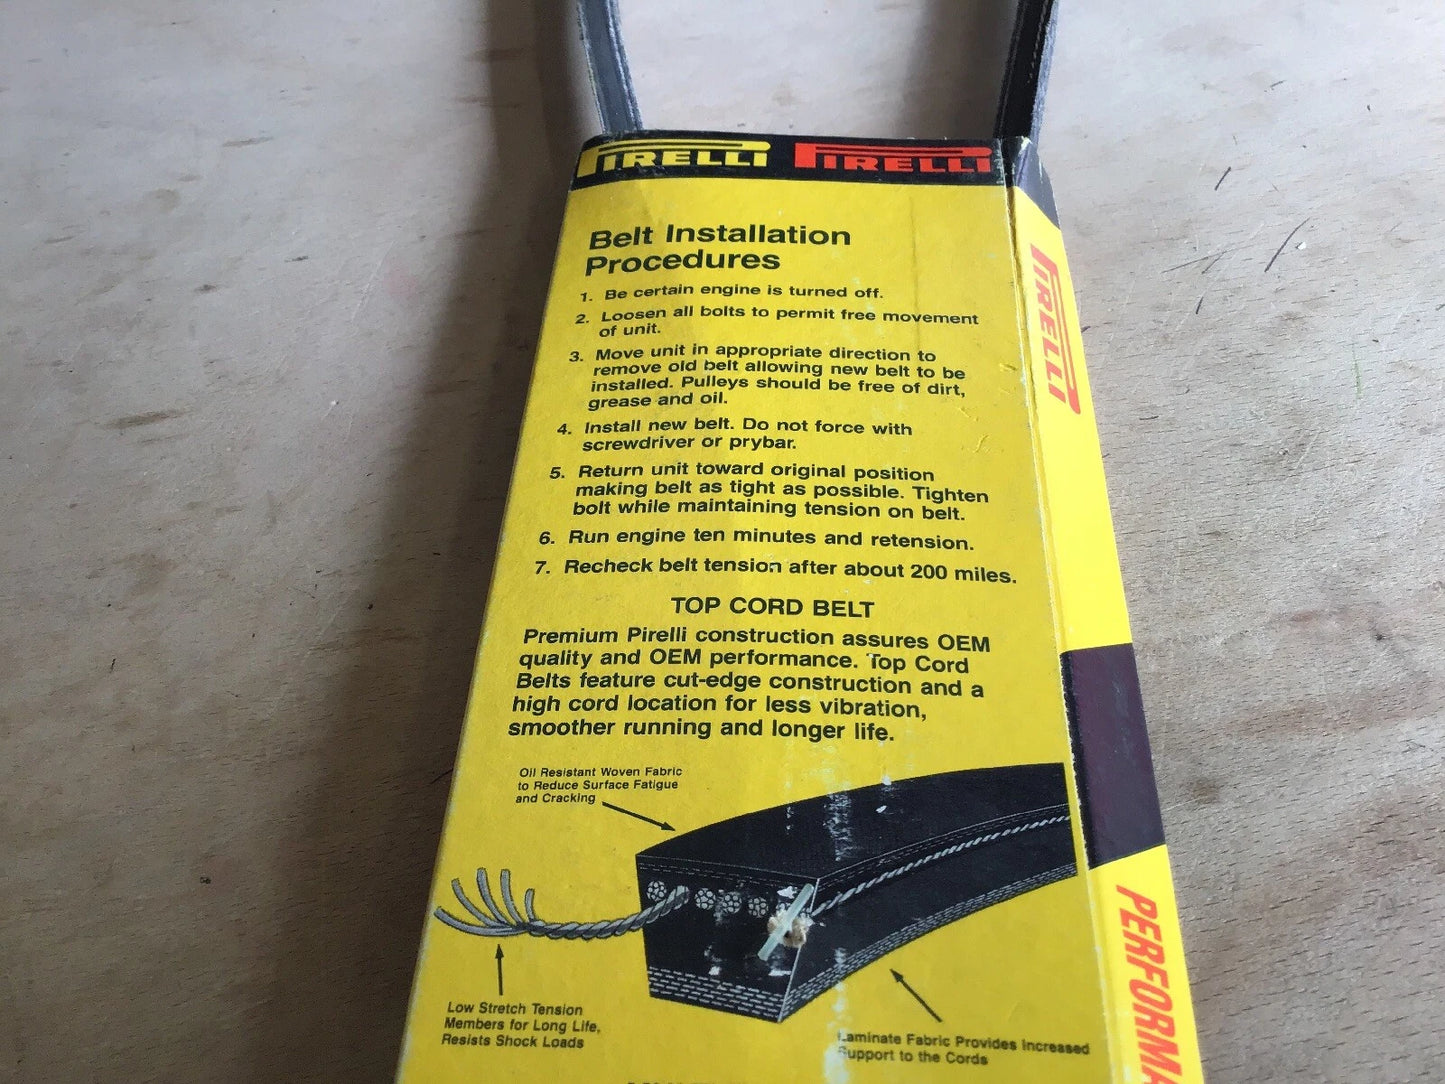 PIRELLI PIRELLI
Belt Installation
Procedures
1. Be certain engine is turned off.
2. Loosen all bolts to permit free movement
of unit.
3. Move unit in appropriate direction to
remove old belt allowing new belt to be
installed. Pulleys should be free of dirt,
grease and oil.
4. Install new belt. Do not force with
screwdriver or prybar.
5. Return unit toward original position
making belt as tight as possible. Tighten
bolt while maintaining tension on belt.
6. Run engine ten minutes and retension.
7. Recheck belt tension after about 200 miles.
TOP CORD BELT
Premium Pirelli construction assures OEM
quality and OEM performance. Top Cord
Belts feature cut-edge construction and a
high cord location for less vibration,
smoother running and longer life.
Oil Resistant Woven Fabric
to Reduce Surface Fatigue
and Cracking
Low Stretch Tension
Members for Long Life,
Resists Shock Loads
Laminate Fabric Provides Increased
Support to the Cords
PIRELLI
PERFORMA